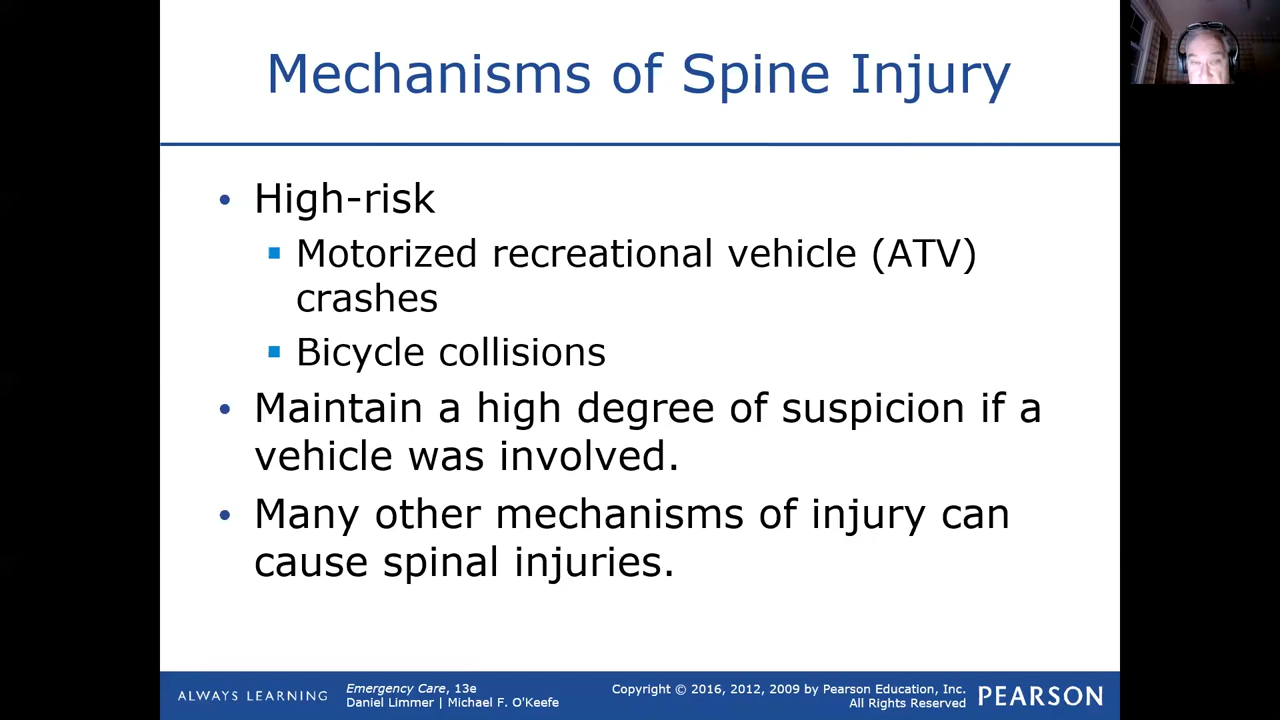 Mechanisms of Spine Injury
• High-risk
▪ Motorized recreational vehicle (ATV)
crashes
▪ Bicycle collisions
• Maintain a high degree of suspicion if a
vehicle was involved.
• Many other mechanisms of injury can
cause spinal injuries.
ALWAYS LEARNING
Emergency Care, 13e
Daniel Limmer | Michael F. O'Keefe
Copyright © 2016, 2012, 2009 by Pearson Education, Inc.
All Rights Reserved
PEARSON